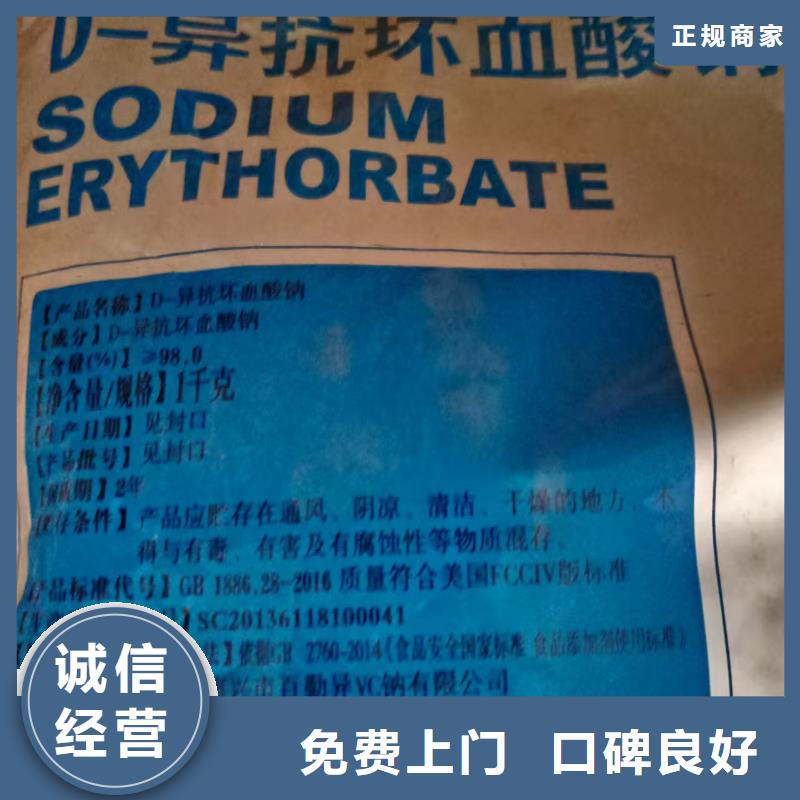 D-异抗坏血酸钠
正规商家
SODIUM
ERYTHORBATE
【产品名称】D-异抗坏血酸钠
【成分】D-异抗坏血酸钠
【含量(%)】≥98.0
【净含量/规格】1千克
【生产日期】见封口
【产品批号】见封口
期】2年
存条件】产品应贮存在通风、阴凉、清洁、干燥的地方，不
得与有毒、有害及有腐蚀性等物质混存。
产品标准代号】GB 1886.28-2016 质量符合美国FCCIV版标准
SC20136118100041
法】依据GB 2760-2014《食品安全国家标准 食品添加剂使用标准》
兴市百勤异VC钠有限公司
诚信
经营
免费上门 口碑良好